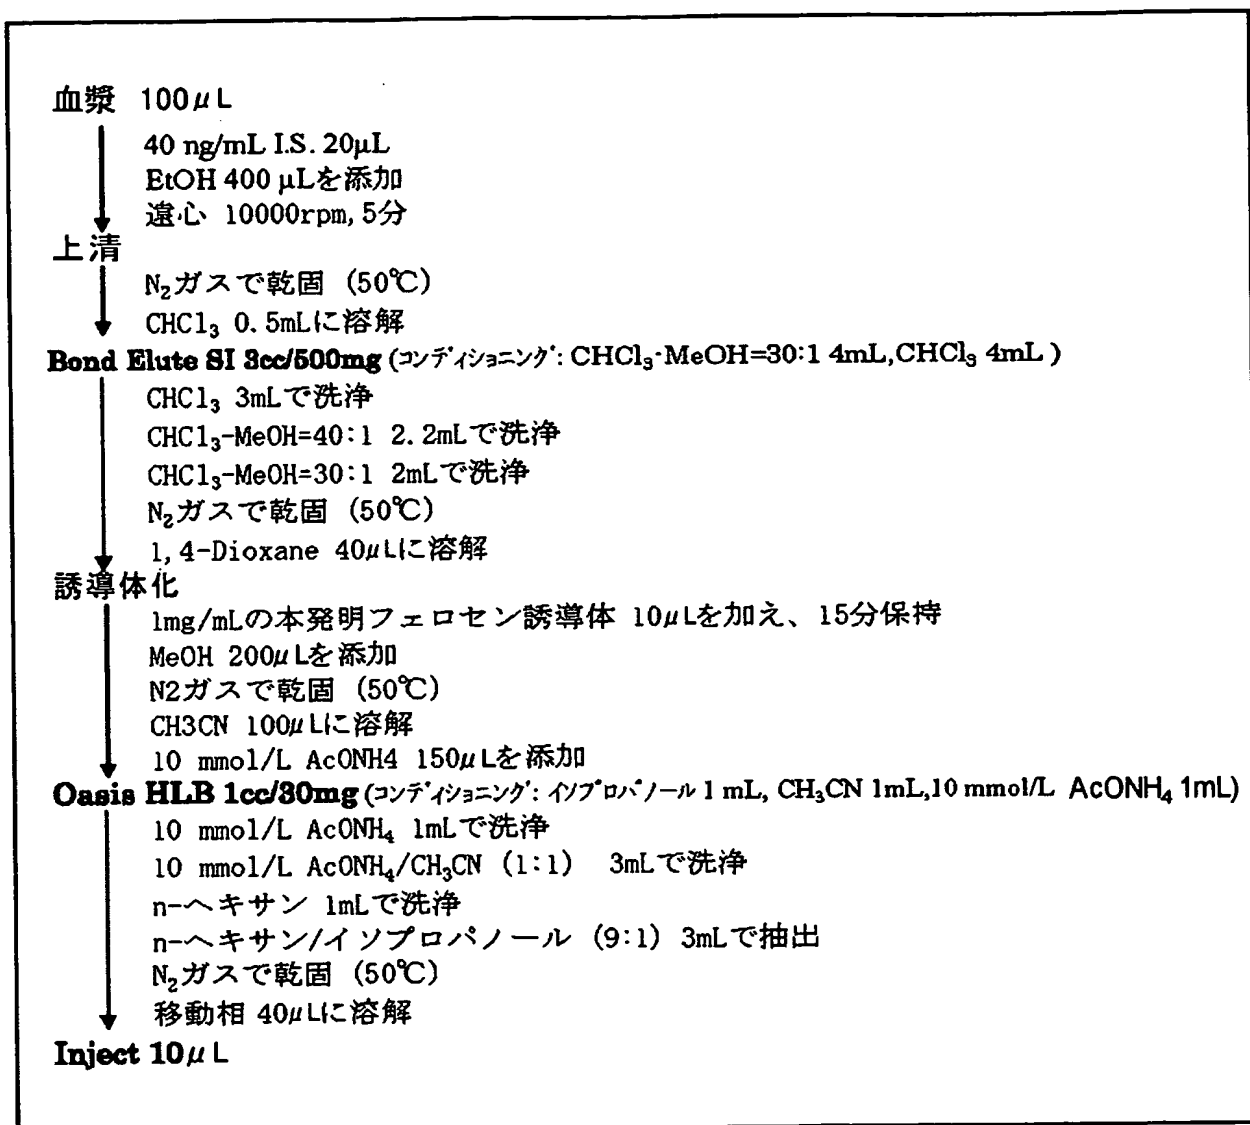 血漿 100μL
40 ng/mL I.S. 20μL
EtOH 400 μLを添加
遠心 10000rpm, 5分
上清
N₂ガスで乾固 (50℃)
CHCl₃ 0.5mLに溶解
Bond Elute SI 3cc/500mg (コンディショニング: CHCl₃-MeOH=30:1 4mL,CHCl₃ 4mL )
CHCl₃ 3mLで洗浄
CHCl₃-MeOH=40:1 2.2mLで洗浄
CHCl₃-MeOH=30:1 2mLで洗浄
N₂ガスで乾固 (50℃)
1,4-Dioxane 40μLに溶解
誘導体化
1mg/mLの本発明フェロセン誘導体 10μLを加え、15分保持
MeOH 200μLを添加
N2ガスで乾固 (50℃)
CH3CN 100μLに溶解
10 mmol/L AcONH4 150μLを添加
Oasis HLB 1cc/30mg (コンディショニング: イソプロパノール 1 mL, CH₃CN 1mL,10 mmol/L AcONH₄ 1mL)
10 mmol/L AcONH₄ 1mLで洗浄
10 mmol/L AcONH₄/CH₃CN (1:1) 3mLで洗浄
n-ヘキサン 1mLで洗浄
n-ヘキサン/イソプロパノール (9:1) 3mLで抽出
N₂ガスで乾固 (50℃)
移動相 40μLに溶解
Inject 10μL